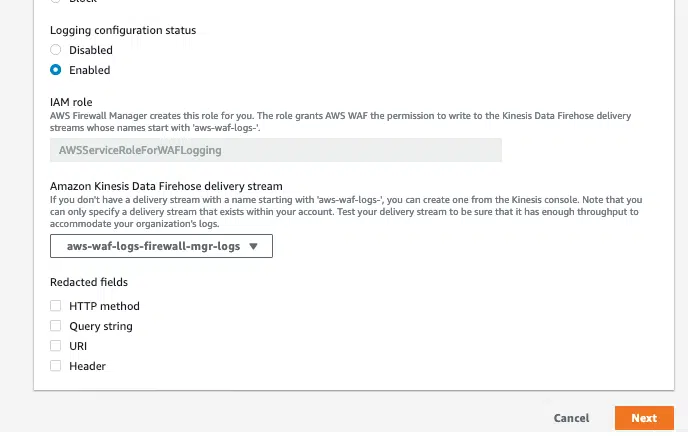 Block
Logging configuration status
Disabled
Enabled
IAM role
AWS Firewall Manager creates this role for you. The role grants AWS WAF the permission to write to the Kinesis Data Firehose delivery
streams whose names start with 'aws-waf-logs-'.
AWSServiceRoleForWAFLogging
Amazon Kinesis Data Firehose delivery stream
If you don't have a delivery stream with a name starting with 'aws-waf-logs-', you can create one from the Kinesis console. Note that you
can only specify a delivery stream that exists within your account. Test your delivery stream to be sure that it has enough throughput to
accommodate your organization's logs.
aws-waf-logs-firewall-mgr-logs
Redacted fields
HTTP method
Query string
URI
Header
Cancel Next